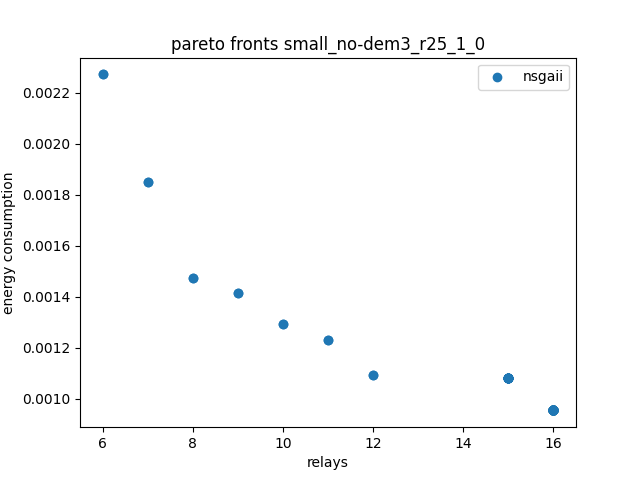 pareto fronts small_no-dem3_r25_1_0
nsgaii
energy consumption
0.0022
0.0020
0.0018
0.0016
0.0014
0.0012
0.0010
6 8 10 12 14 16
relays